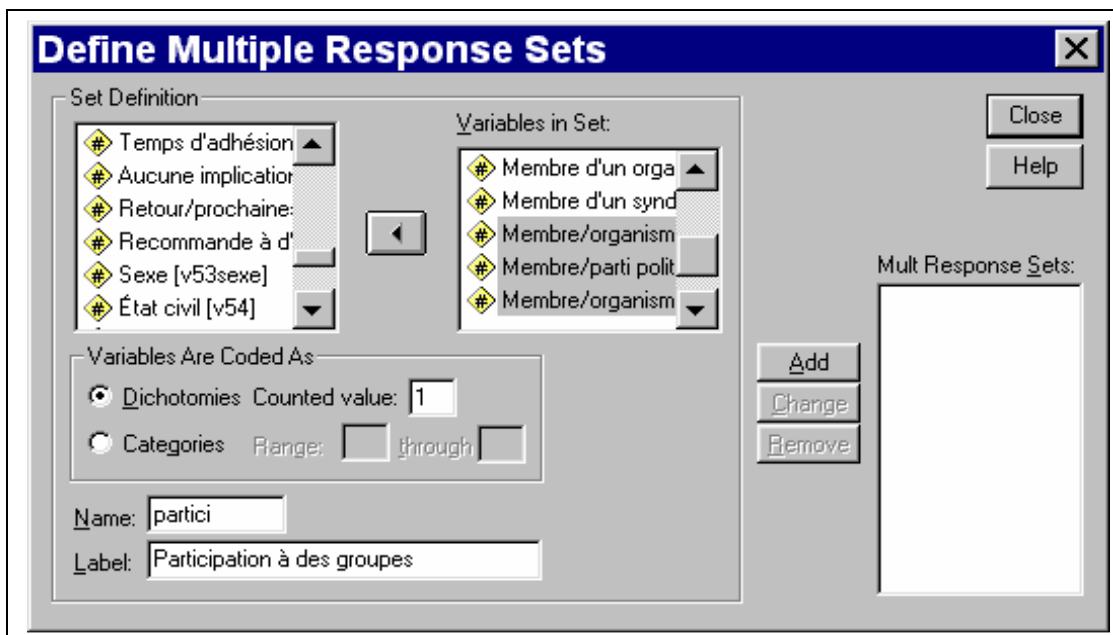 Define Multiple Response Sets
Set Definition
Temps d'adhésion
Aucune implication
Retour/prochaine
Recommande à d'
Sexe [v53sexe]
État civil [v54]
Variables in Set:
Membre d'un orga
Membre d'un synd
Membre/organism
Membre/parti polit
Membre/organism
Close
Help
Mult Response Sets:
Variables Are Coded As
Dichotomies Counted value: 1
Categories Range: through
Add
Change
Remove
Name: partici
Label: Participation à des groupes